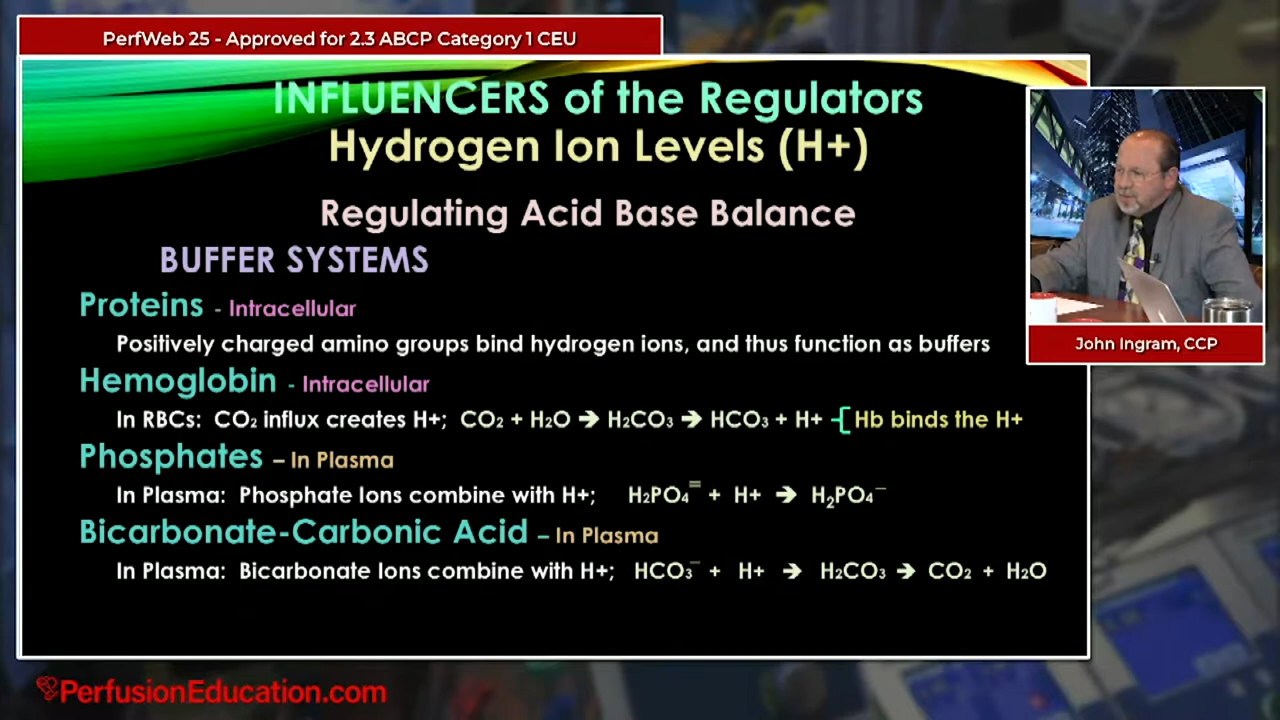 PerfWeb 25 - Approved for 2.3 ABCP Category 1 CEU
INFLUENCERS of the Regulators
Hydrogen Ion Levels (H+)
Regulating Acid Base Balance
BUFFER SYSTEMS
Proteins - Intracellular
Positively charged amino groups bind hydrogen ions, and thus function as buffers
Hemoglobin - Intracellular
In RBCs: CO₂ influx creates H+; CO₂ + H₂O ➔ H₂CO₃ ➔ HCO₃ + H+ -{ Hb binds the H+
Phosphates – In Plasma
In Plasma: Phosphate Ions combine with H+; H₂PO₄⁼ + H+ ➔ H₂PO₄⁻
Bicarbonate-Carbonic Acid – In Plasma
In Plasma: Bicarbonate Ions combine with H+; HCO₃⁻ + H+ ➔ H₂CO₃ ➔ CO₂ + H₂O
John Ingram, CCP
PerfusionEducation.com